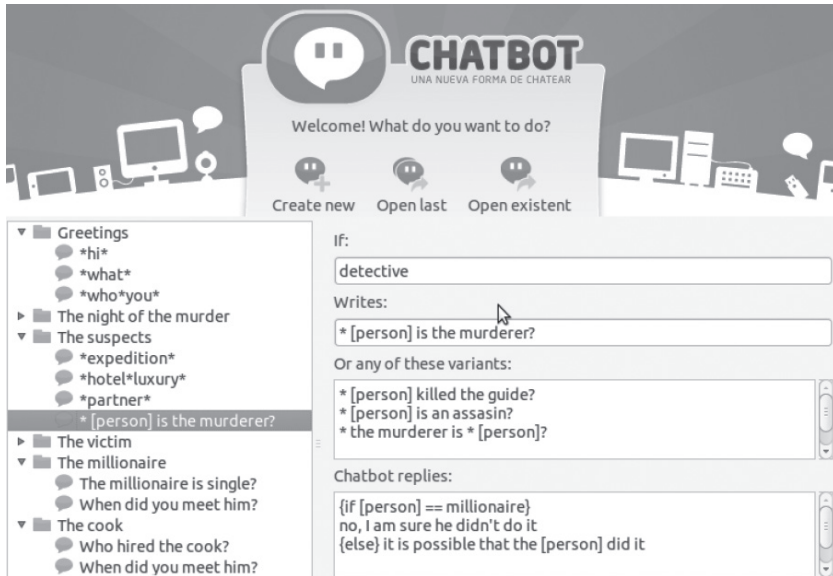 CHATBOT
UNA NUEVA FORMA DE CHATEAR
Welcome! What do you want to do?
Create new Open last Open existent
Greetings
*hi*
*what*
*who*you*
The night of the murder
The suspects
*expedition*
*hotel*luxury*
*partner*
* [person] is the murderer?
The victim
The millionaire
The millionaire is single?
When did you meet him?
The cook
Who hired the cook?
When did you meet him?
If:
detective
Writes:
* [person] is the murderer?
Or any of these variants:
* [person] killed the guide?
* [person] is an assasin?
* the murderer is * [person]?
Chatbot replies:
{if [person] == millionaire}
no, I am sure he didn't do it
{else} it is possible that the [person] did it